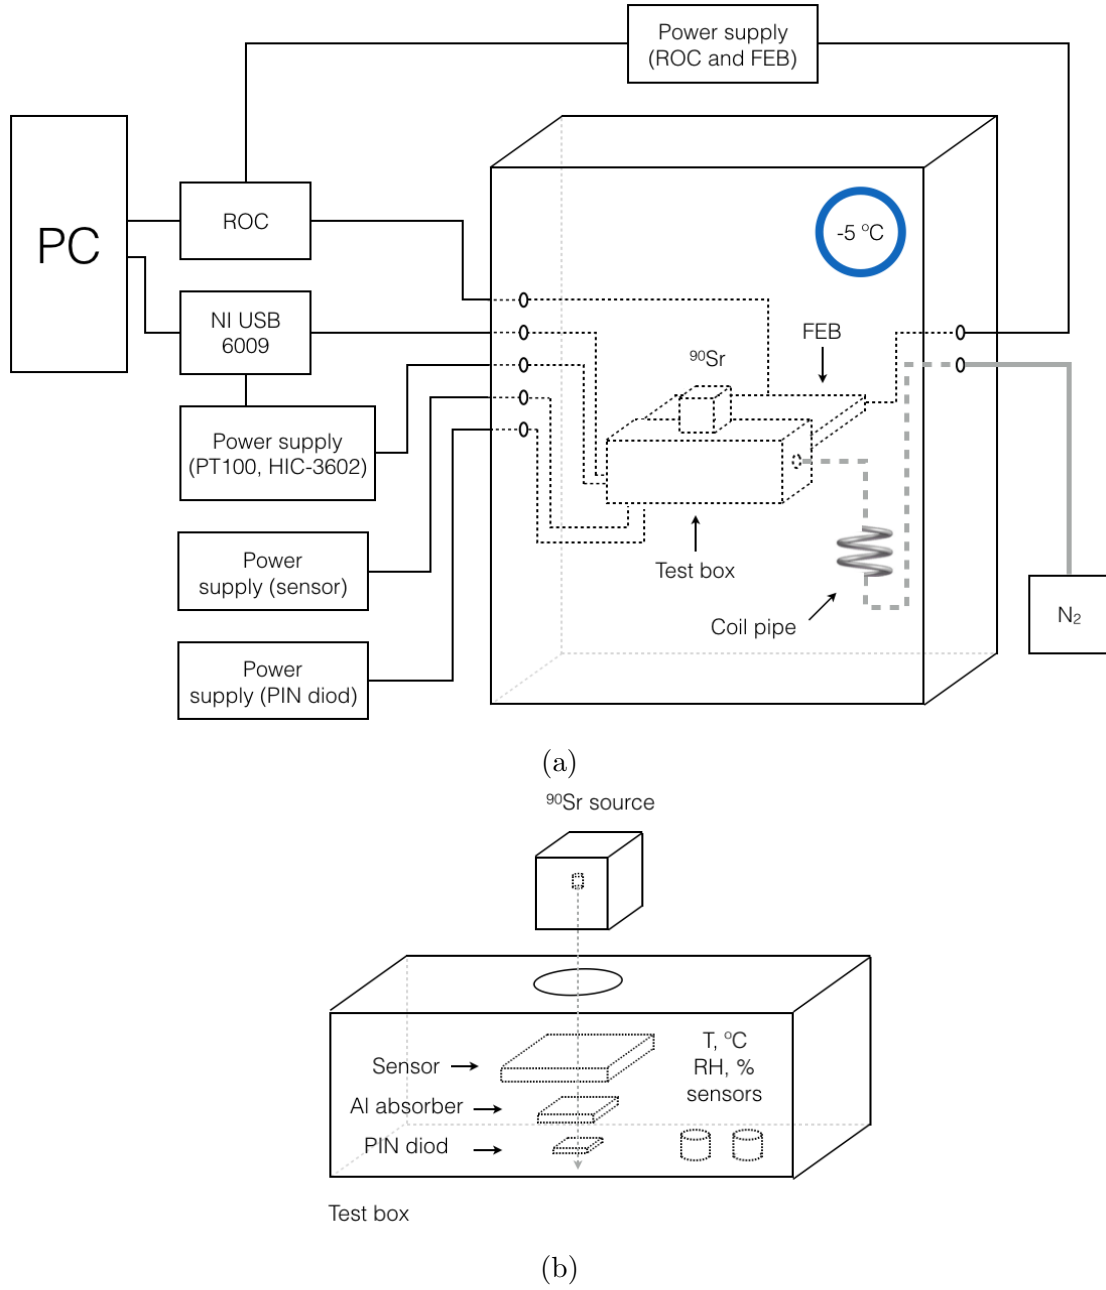 Power supply
(ROC and FEB)
PC
ROC
-5 °C
NI USB
6009
FEB
⁹⁰Sr
Power supply
(PT100, HIC-3602)
Power
supply (sensor)
Test box
Coil pipe
N₂
Power
supply (PIN diod)
(a)
⁹⁰Sr source
T, °C
RH, %
sensors
Sensor
Al absorber
PIN diod
Test box
(b)